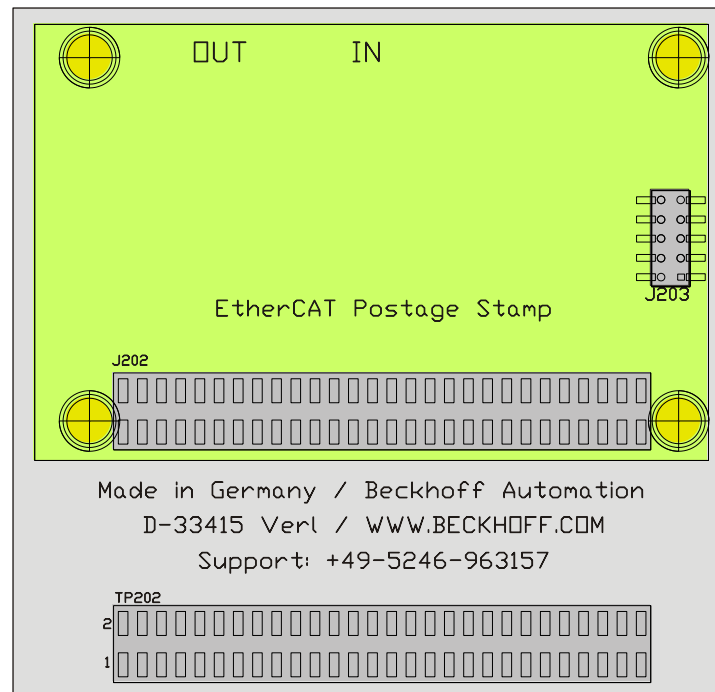 OUT IN
J203
EtherCAT Postage Stamp
J202
Made in Germany / Beckhoff Automation
D-33415 Verl / WWW.BECKHOFF.COM
Support: +49-5246-963157
TP202
2
1